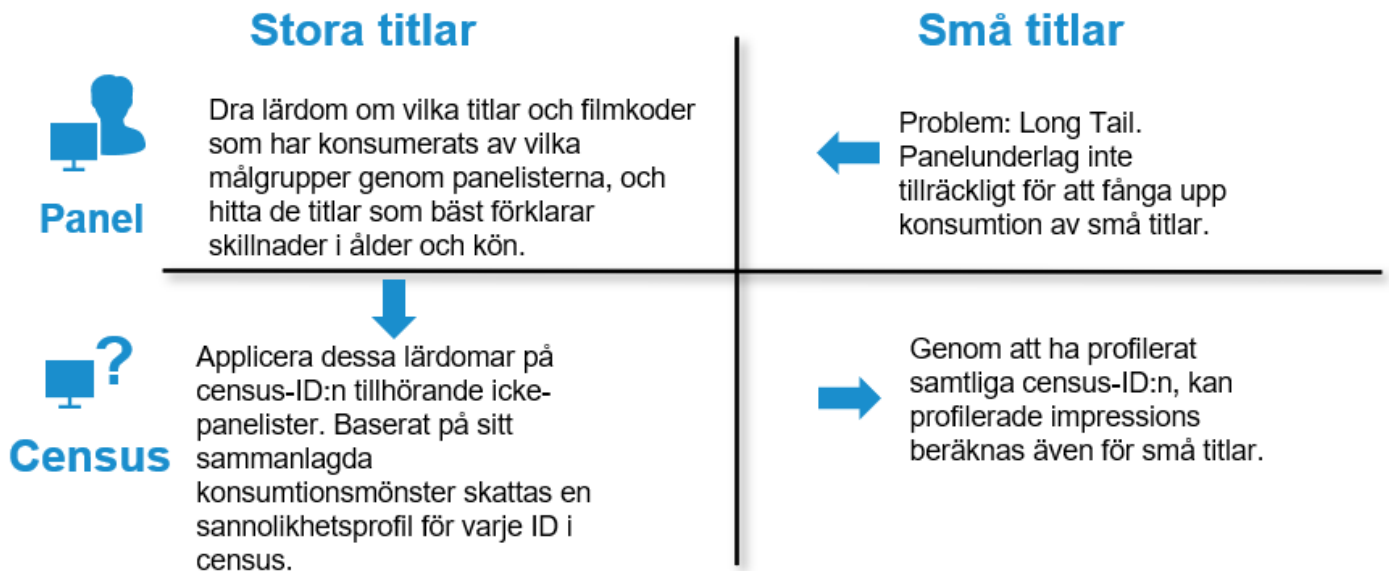 Stora titlar
Små titlar
Panel
Dra lärdom om vilka titlar och filmkoder
som har konsumerats av vilka
målgrupper genom panelisterna, och
hitta de titlar som bäst förklarar
skillnader i ålder och kön.
Problem: Long Tail.
Panelunderlag inte
tillräckligt för att fånga upp
konsumtion av små titlar.
?
Census
Applicera dessa lärdomar på
census-ID:n tillhörande icke-
panelister. Baserat på sitt
sammanlagda
konsumtionsmönster skattas en
sannolikhetsprofil för varje ID i
census.
Genom att ha profilerat
samtliga census-ID:n, kan
profilerade impressions
beräknas även för små titlar.